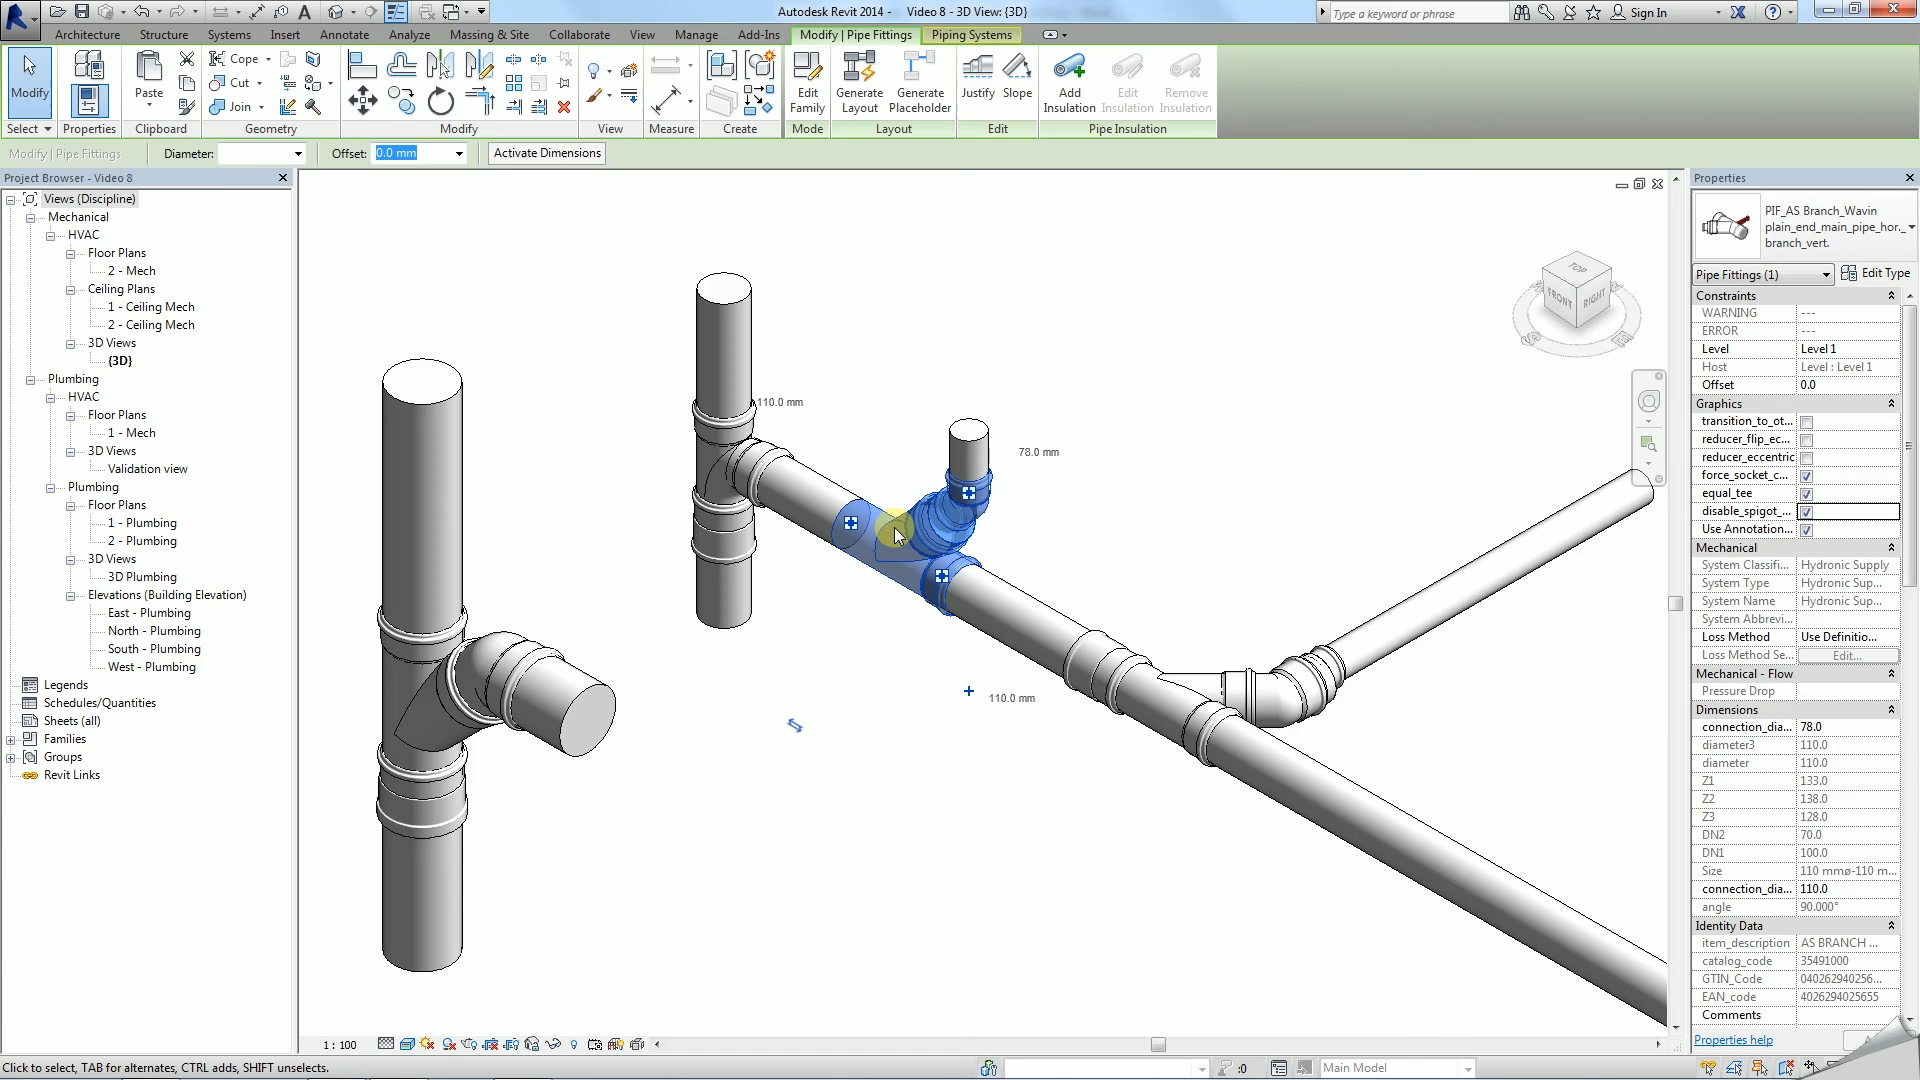 Autodesk Revit 2014 - Video 8 - 3D View: {3D}
Type a keyword or phrase
Sign In
Architecture Structure Systems Insert Annotate Analyze Massing & Site Collaborate View Manage Add-Ins Modify | Pipe Fittings Piping Systems
Modify
Paste
Cope
Cut
Join
Edit Family
Generate Layout
Generate Placeholder
Justify
Slope
Add Insulation
Edit Insulation
Remove Insulation
Select Properties Clipboard Geometry Modify View Measure Create Mode Layout Edit Pipe Insulation
Modify | Pipe Fittings Diameter: Offset: 0.0 mm Activate Dimensions
Project Browser - Video 8
Views (Discipline)
Mechanical
HVAC
Floor Plans
2 - Mech
Ceiling Plans
1 - Ceiling Mech
2 - Ceiling Mech
3D Views
{3D}
Plumbing
HVAC
Floor Plans
1 - Mech
3D Views
Validation view
Plumbing
Floor Plans
1 - Plumbing
2 - Plumbing
3D Views
3D Plumbing
Elevations (Building Elevation)
East - Plumbing
North - Plumbing
South - Plumbing
West - Plumbing
Legends
Schedules/Quantities
Sheets (all)
Families
Groups
Revit Links
110.0 mm
78.0 mm
110.0 mm
TOP
FRONT
RIGHT
Properties
PIF_AS Branch_Wavin
plain_end_main_pipe_hor._
branch_vert.
Pipe Fittings (1) Edit Type
Constraints
WARNING ---
ERROR ---
Level Level 1
Host Level : Level 1
Offset 0.0
Graphics
transition_to_ot...
reducer_flip_ec...
reducer_eccentric
force_socket_c...
equal_tee
disable_spigot_...
Use Annotation...
Mechanical
System Classifi... Hydronic Supply
System Type Hydronic Sup...
System Name Hydronic Sup...
System Abbrevi...
Loss Method Use Definitio...
Loss Method Se... Edit...
Mechanical - Flow
Pressure Drop
Dimensions
connection_dia... 78.0
diameter3 110.0
diameter 110.0
Z1 133.0
Z2 138.0
Z3 128.0
DN2 70.0
DN1 100.0
Size 110 mmø-110 m...
connection_dia... 110.0
angle 90.000°
Identity Data
item_description AS BRANCH ...
catalog_code 35491000
GTIN_Code 040262940256...
EAN_code 4026294025655
Comments
Properties help
1 : 100
Click to select, TAB for alternates, CTRL adds, SHIFT unselects.
:0
Main Model